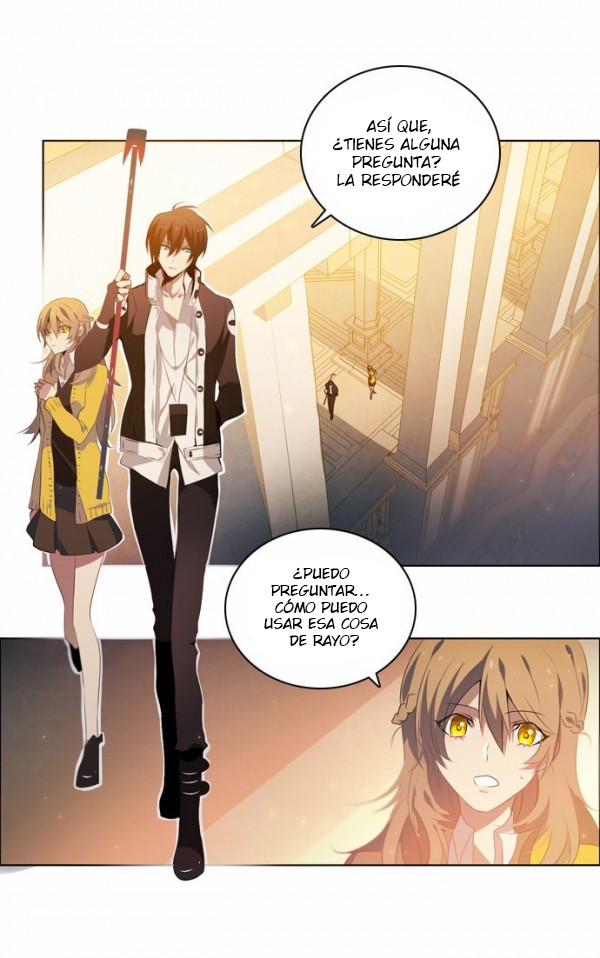 ASÍ QUE,
¿TIENES ALGUNA
PREGUNTA?
LA RESPONDERÉ
¿PUEDO
PREGUNTAR...
CÓMO PUEDO
USAR ESA COSA
DE RAYO?